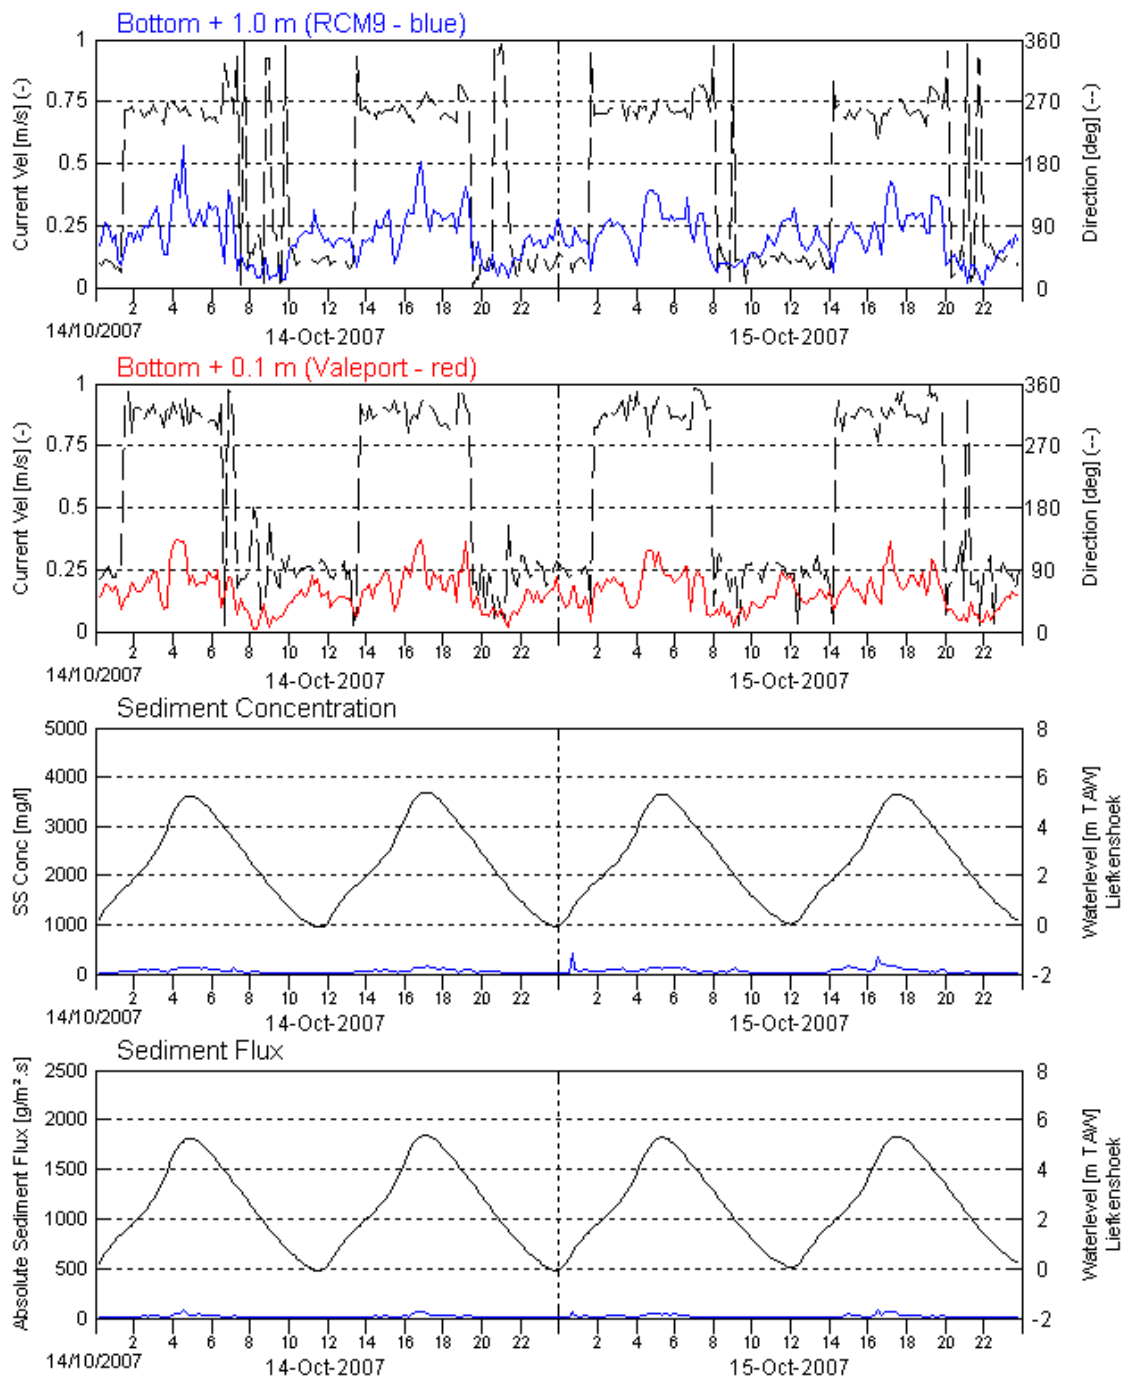 Bottom + 1.0 m (RCM9 - blue)
Current Vel [m/s] (-)
1
0.75
0.5
0.25
0
360
270
180
90
0
Direction [deg] (--)
2 4 6 8 10 12 14 16 18 20 22 2 4 6 8 10 12 14 16 18 20 22
14/10/2007
14-Oct-2007
15-Oct-2007
Bottom + 0.1 m (Valeport - red)
Current Vel [m/s] (-)
1
0.75
0.5
0.25
0
360
270
180
90
0
Direction [deg] (--)
2 4 6 8 10 12 14 16 18 20 22 2 4 6 8 10 12 14 16 18 20 22
14/10/2007
14-Oct-2007
15-Oct-2007
Sediment Concentration
SS Conc [mg/l]
5000
4000
3000
2000
1000
0
8
6
4
2
0
-2
Waterlevel [m TAW]
Liefkenshoek
2 4 6 8 10 12 14 16 18 20 22 2 4 6 8 10 12 14 16 18 20 22
14/10/2007
14-Oct-2007
15-Oct-2007
Sediment Flux
Absolute Sediment Flux [g/m².s]
2500
2000
1500
1000
500
0
8
6
4
2
0
-2
Waterlevel [m TAW]
Liefkenshoek
2 4 6 8 10 12 14 16 18 20 22 2 4 6 8 10 12 14 16 18 20 22
14/10/2007
14-Oct-2007
15-Oct-2007